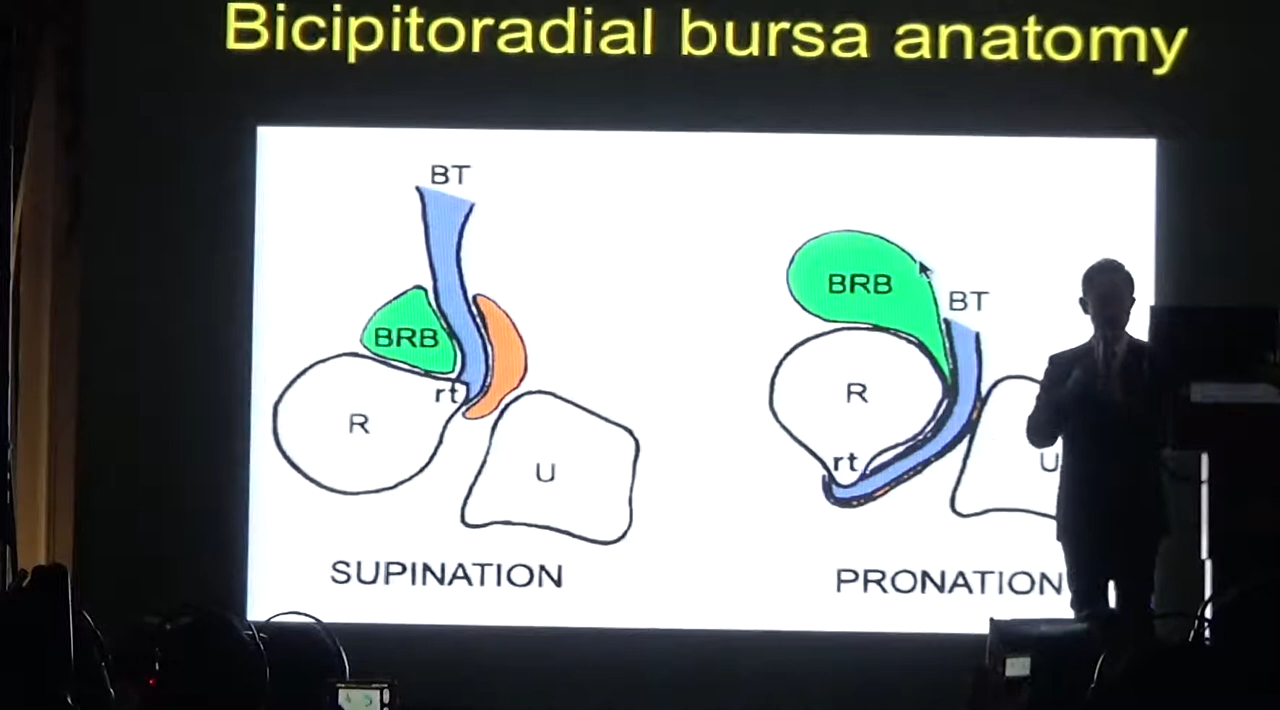 Bicipitoradial bursa anatomy
BT
BRB
rt
R
U
SUPINATION
BRB
BT
R
rt
U
PRONATION